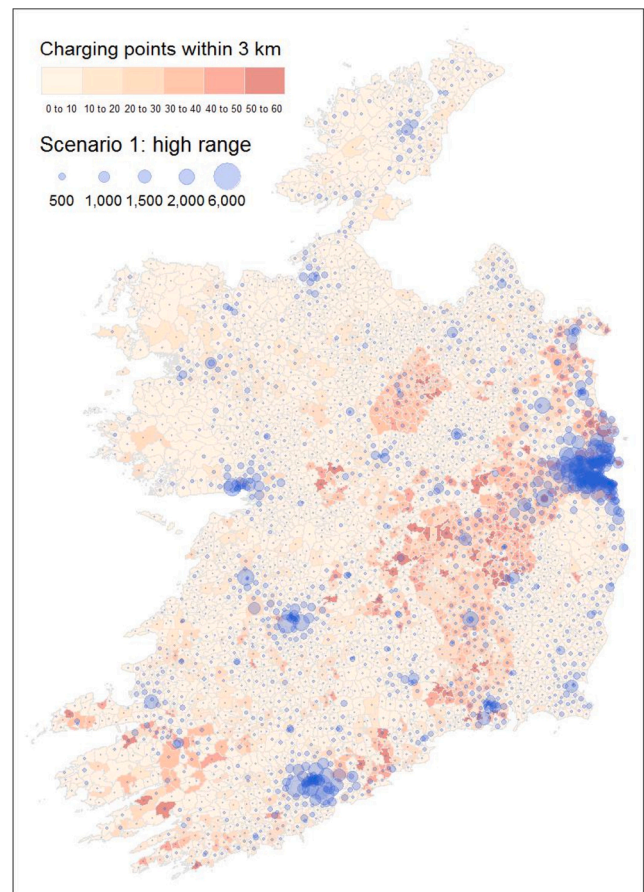 Charging points within 3 km
0 to 10 10 to 20 20 to 30 30 to 40 40 to 50 50 to 60
Scenario 1: high range
500 1,000 1,500 2,000 6,000